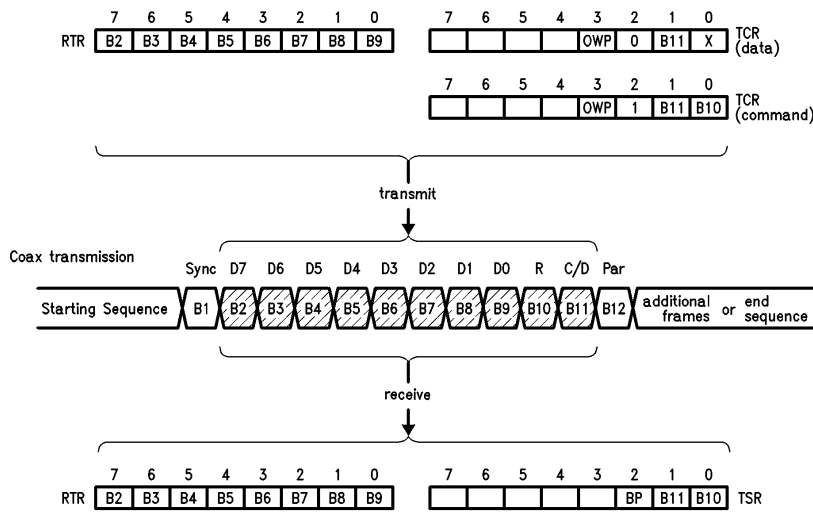 7 6 5 4 3 2 1 0 7 6 5 4 3 2 1 0
RTR B2 B3 B4 B5 B6 B7 B8 B9 OWP 0 B11 X TCR
(data)
7 6 5 4 3 2 1 0
OWP 1 B11 B10 TCR
(command)
transmit
Coax transmission
Sync D7 D6 D5 D4 D3 D2 D1 D0 R C/D Par
Starting Sequence B1 B2 B3 B4 B5 B6 B7 B8 B9 B10 B11 B12 additional frames or end sequence
receive
7 6 5 4 3 2 1 0 7 6 5 4 3 2 1 0
RTR B2 B3 B4 B5 B6 B7 B8 B9 BP B11 B10 TSR